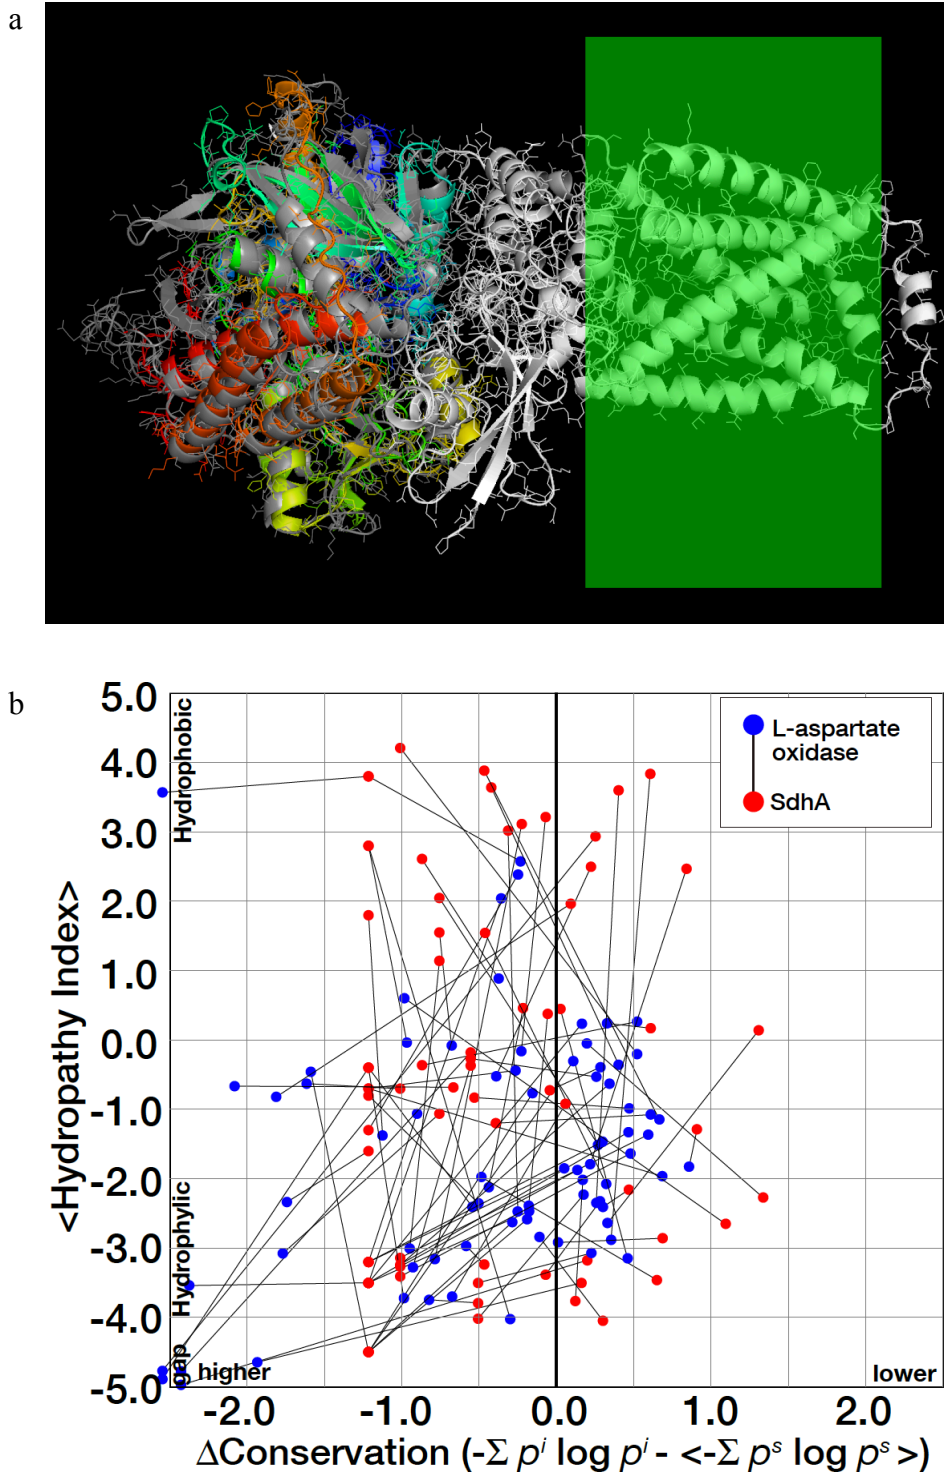 a
b
5.0
4.0
3.0
2.0
1.0
0.0
-1.0
-2.0
-3.0
-4.0
-5.0
<Hydropathy Index>
Hydrophobic
Hydrophylic
gap
higher
lower
L-aspartate
oxidase
SdhA
-2.0 -1.0 0.0 1.0 2.0
ΔConservation (-Σ pⁱ log pⁱ - <-Σ pˢ log pˢ >)